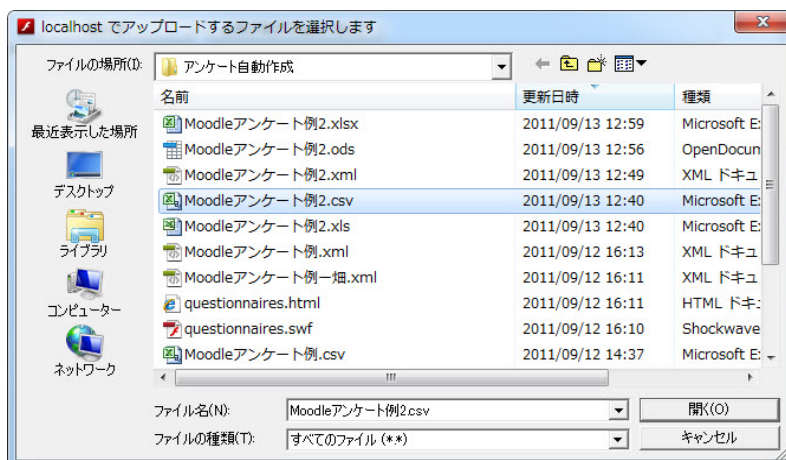 localhost でアップロードするファイルを選択します
ファイルの場所(I): アンケート自動作成
最近表示した場所
デスクトップ
ライブラリ
コンピューター
ネットワーク
名前 更新日時 種類
Moodleアンケート例2.xlsx 2011/09/13 12:59 Microsoft E
Moodleアンケート例2.ods 2011/09/13 12:56 OpenDocum
Moodleアンケート例2.xml 2011/09/13 12:49 XML ドキュ
Moodleアンケート例2.csv 2011/09/13 12:40 Microsoft E
Moodleアンケート例2.xls 2011/09/13 12:40 Microsoft E
Moodleアンケート例.xml 2011/09/12 16:13 XML ドキュ
Moodleアンケート例一畑.xml 2011/09/12 16:11 XML ドキュ
questionnaires.html 2011/09/12 16:11 HTML ドキュ
questionnaires.swf 2011/09/12 16:10 Shockwave
Moodleアンケート例.csv 2011/09/12 14:37 Microsoft E
ファイル名(N): Moodleアンケート例2.csv 開く(O)
ファイルの種類(T): すべてのファイル (*.*) キャンセル